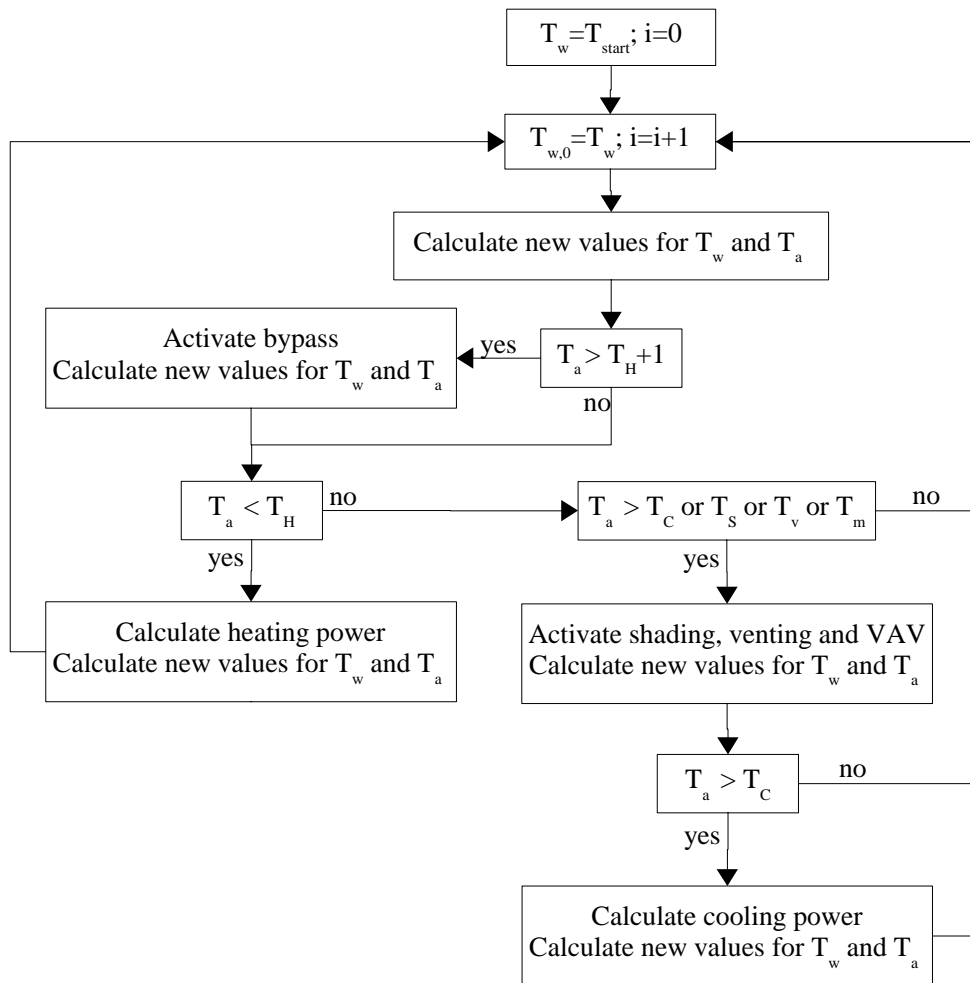 T_w=T_start; i=0
T_w,0=T_w; i=i+1
Calculate new values for T_w and T_a
Activate bypass
Calculate new values for T_w and T_a
yes
T_a > T_H+1
no
T_a < T_H
no
T_a > T_C or T_S or T_v or T_m
no
yes
yes
Calculate heating power
Calculate new values for T_w and T_a
Activate shading, venting and VAV
Calculate new values for T_w and T_a
T_a > T_C
no
yes
Calculate cooling power
Calculate new values for T_w and T_a